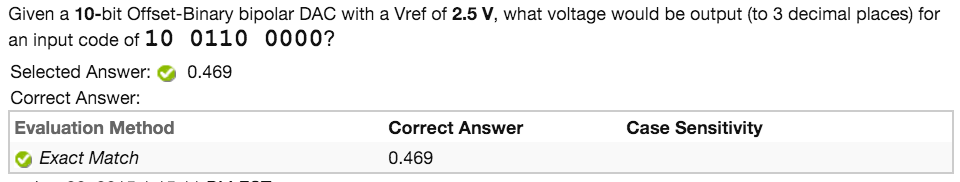 Given a 10-bit Offset-Binary bipolar DAC with a Vref of 2.5 V, what voltage would be output (to 3 decimal places) for
an input code of 10 0110 0000?
Selected Answer: 0.469
Correct Answer:
Evaluation Method Correct Answer Case Sensitivity
Exact Match 0.469